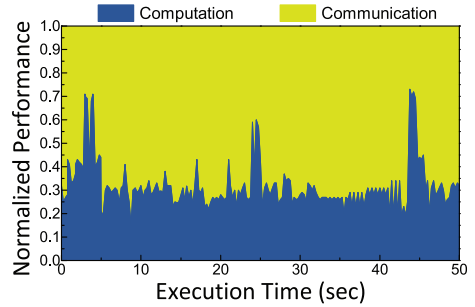 Computation Communication
Normalized Performance
1.0
0.9
0.8
0.7
0.6
0.5
0.4
0.3
0.2
0.1
0.0
0 10 20 30 40 50
Execution Time (sec)